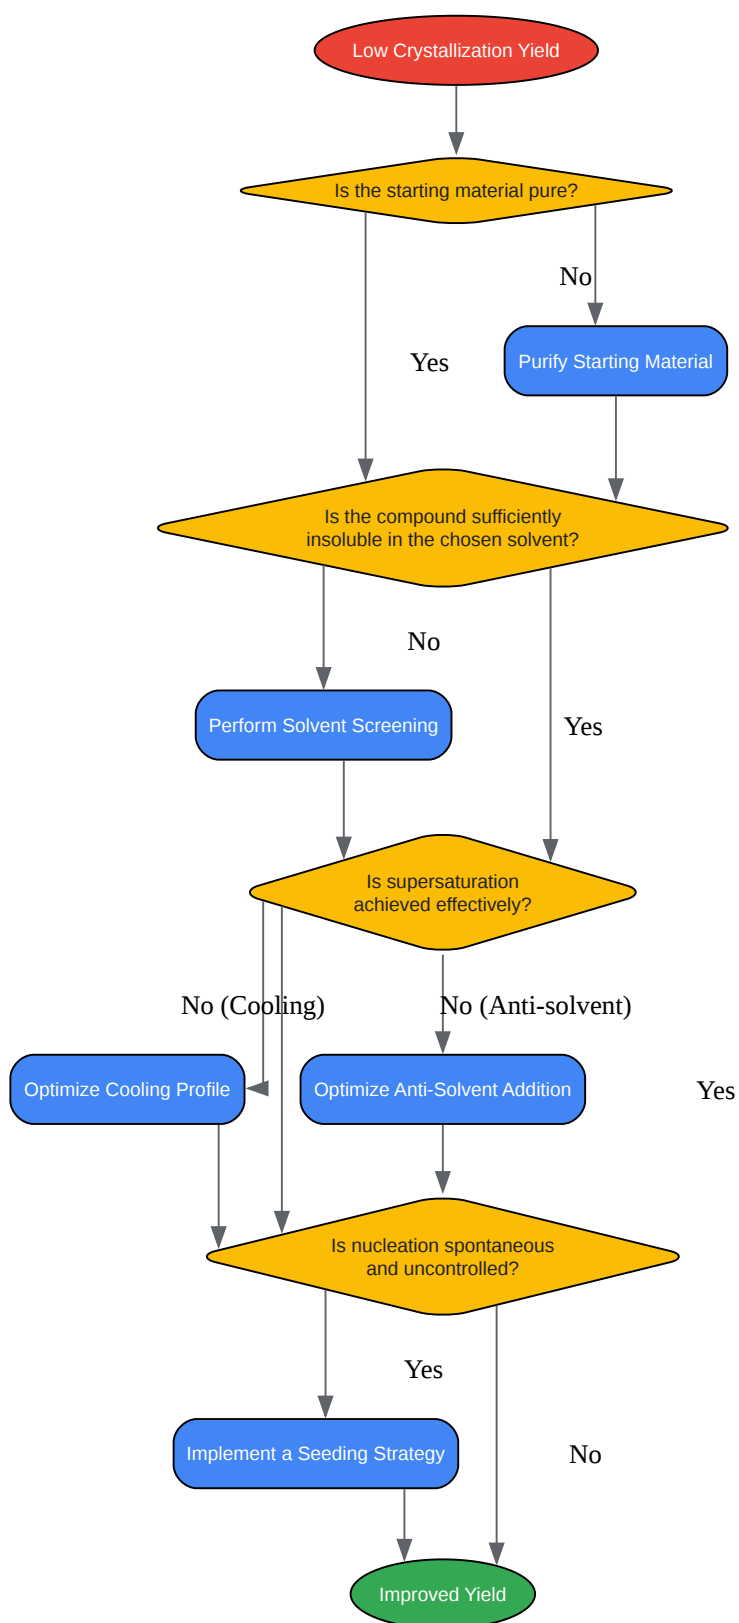 Low Crystallization Yield
Is the starting material pure?
No
Yes
Purify Starting Material
Is the compound sufficiently
insoluble in the chosen solvent?
No
Perform Solvent Screening
Yes
Is supersaturation
achieved effectively?
No (Cooling)
No (Anti-solvent)
Optimize Cooling Profile
Optimize Anti-Solvent Addition
Yes
Is nucleation spontaneous
and uncontrolled?
Yes
Implement a Seeding Strategy
No
Improved Yield